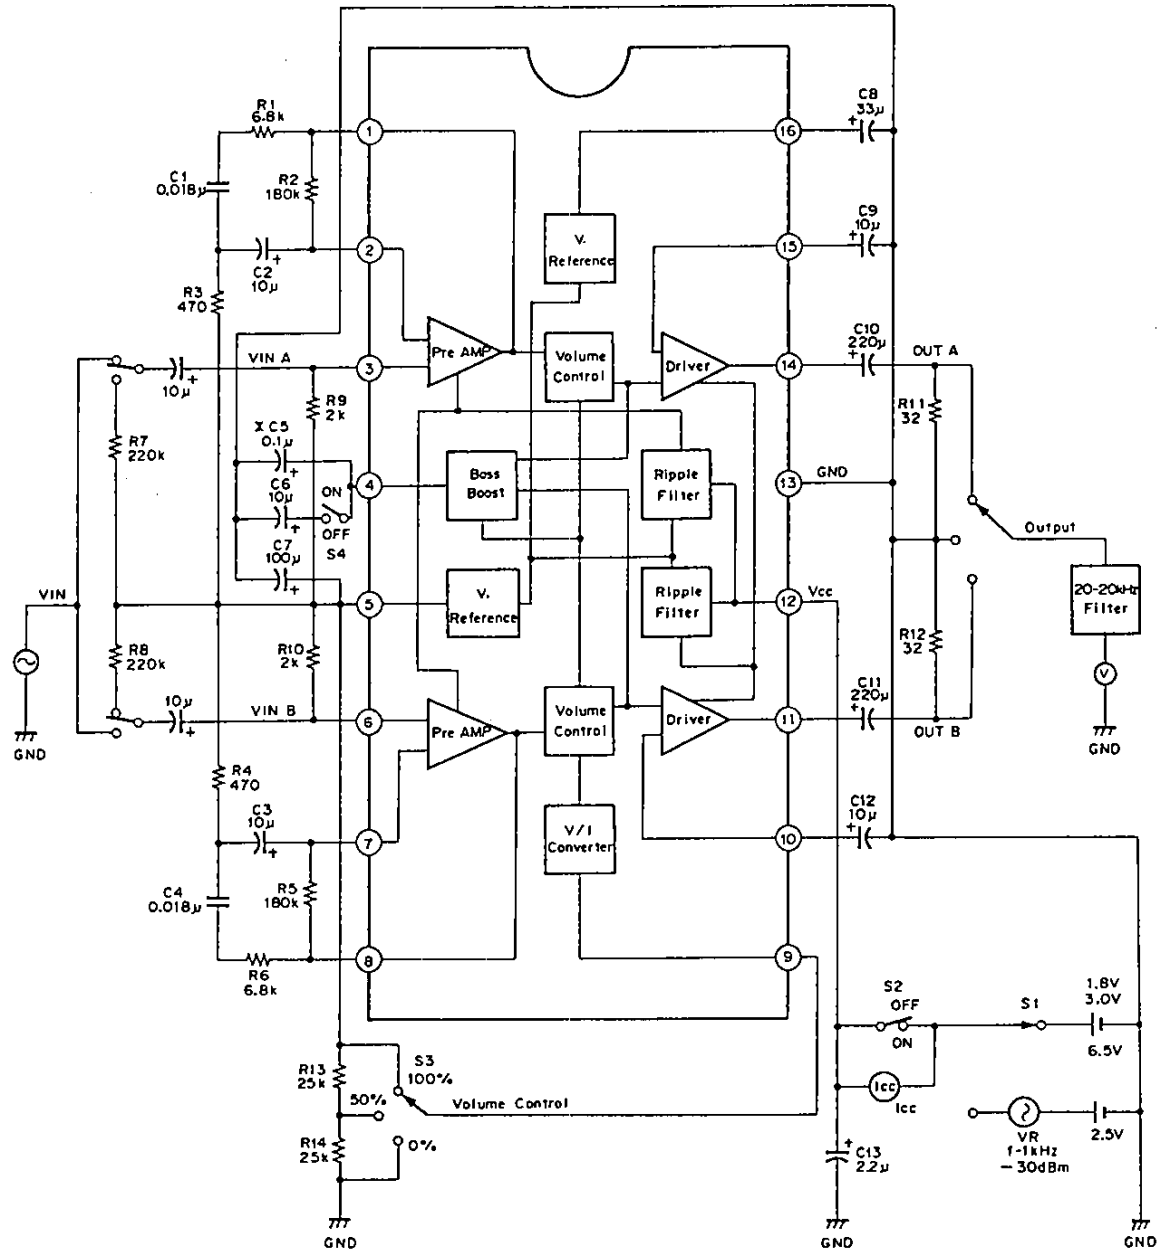 R1
6.8k
1
16
C8
33μ
+
C1
0.018μ
R2
180k
2
C2
10μ
+
R3
470
V.
Reference
15
C9
10μ
+
VIN A
3
10μ
+
Pre AMP
Volume
Control
Driver
14
C10
220μ
+
OUT A
R9
2k
R11
32
R7
220k
X C5
0.1μ
+
C6
10μ
+
ON
OFF
S4
4
Boss
Boost
Ripple
Filter
13
GND
Output
C7
100μ
+
VIN
5
V.
Reference
Ripple
Filter
12
Vcc
20-20kHz
Filter
V
GND
R8
220k
R10
2k
R12
32
10μ
+
VIN B
6
Pre AMP
Volume
Control
Driver
11
C11
220μ
+
OUT B
GND
R4
470
C3
10μ
+
7
V/I
Converter
10
C12
10μ
+
C4
0.018μ
R5
180k
R6
6.8k
8
9
S2
OFF
ON
S1
1.8V
3.0V
6.5V
Icc
Icc
R13
25k
S3
100%
50%
0%
Volume Control
R14
25k
VR
f-1kHz
-30dBm
2.5V
+
C13
2.2μ
GND
GND
GND